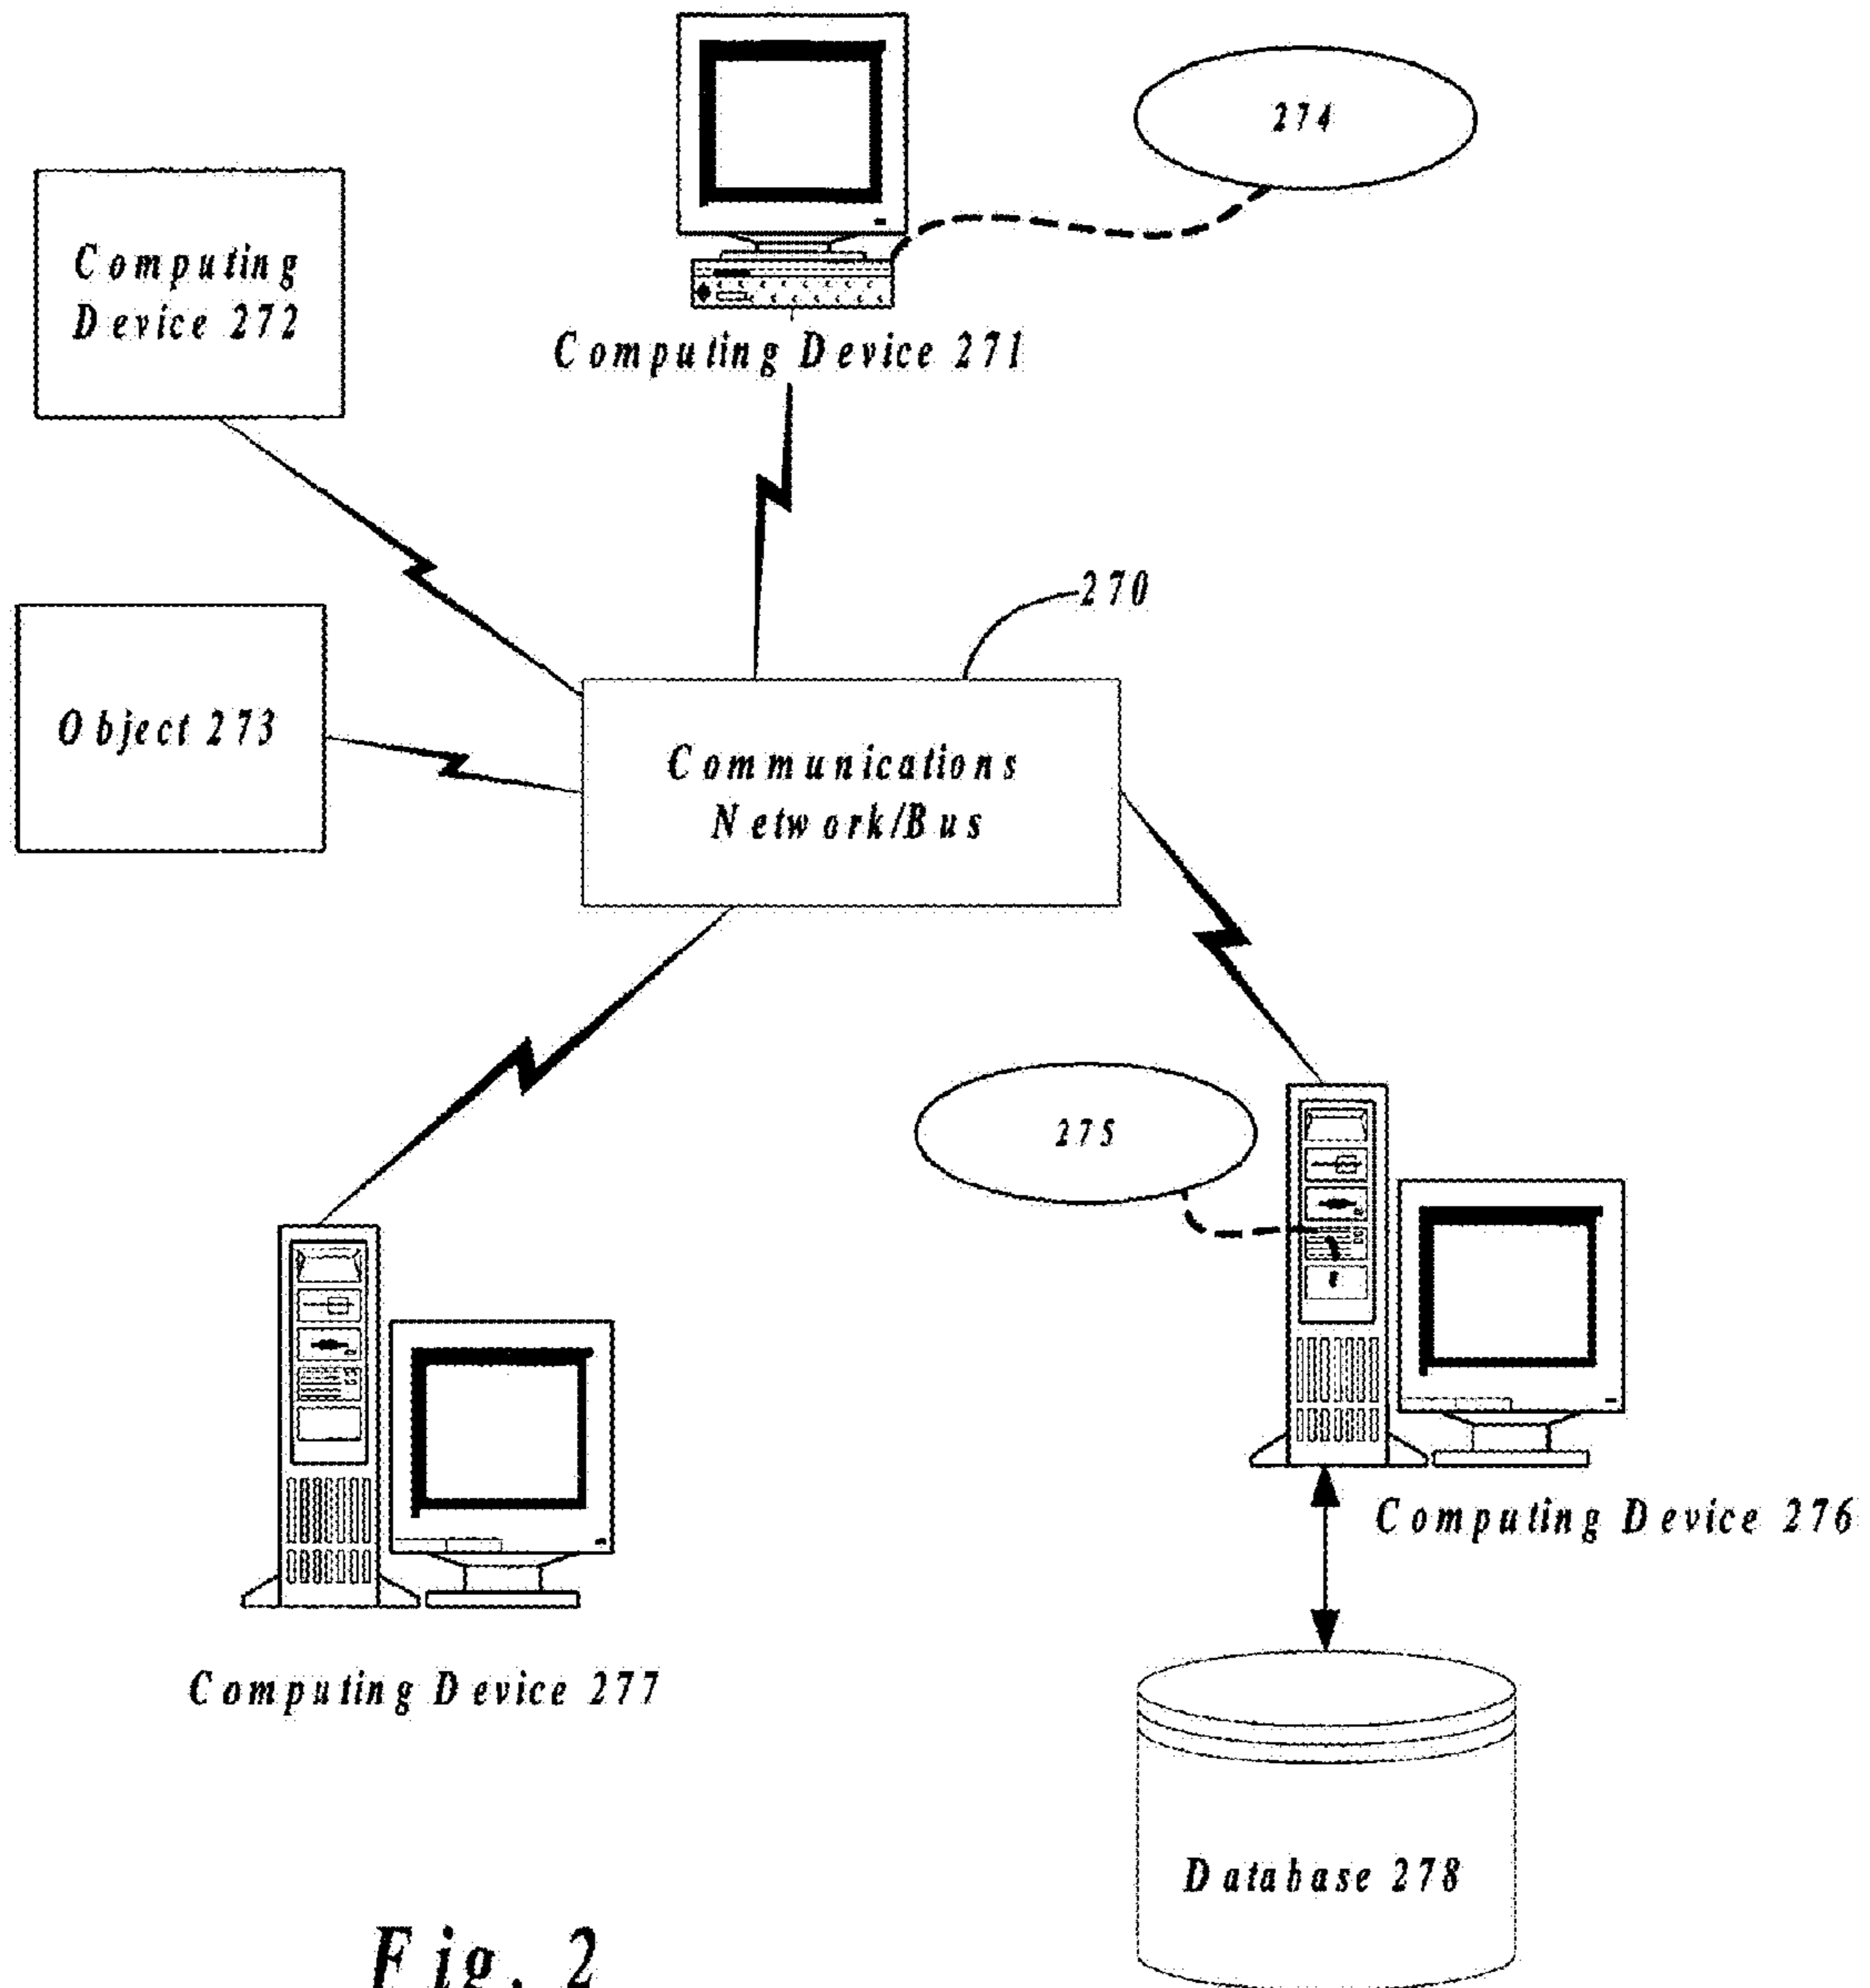 274
Computing
Device 272
Computing Device 271
270
Object 273
Communications
Network/Bus
275
Computing Device 276
Computing Device 277
Database 278
Fig. 2